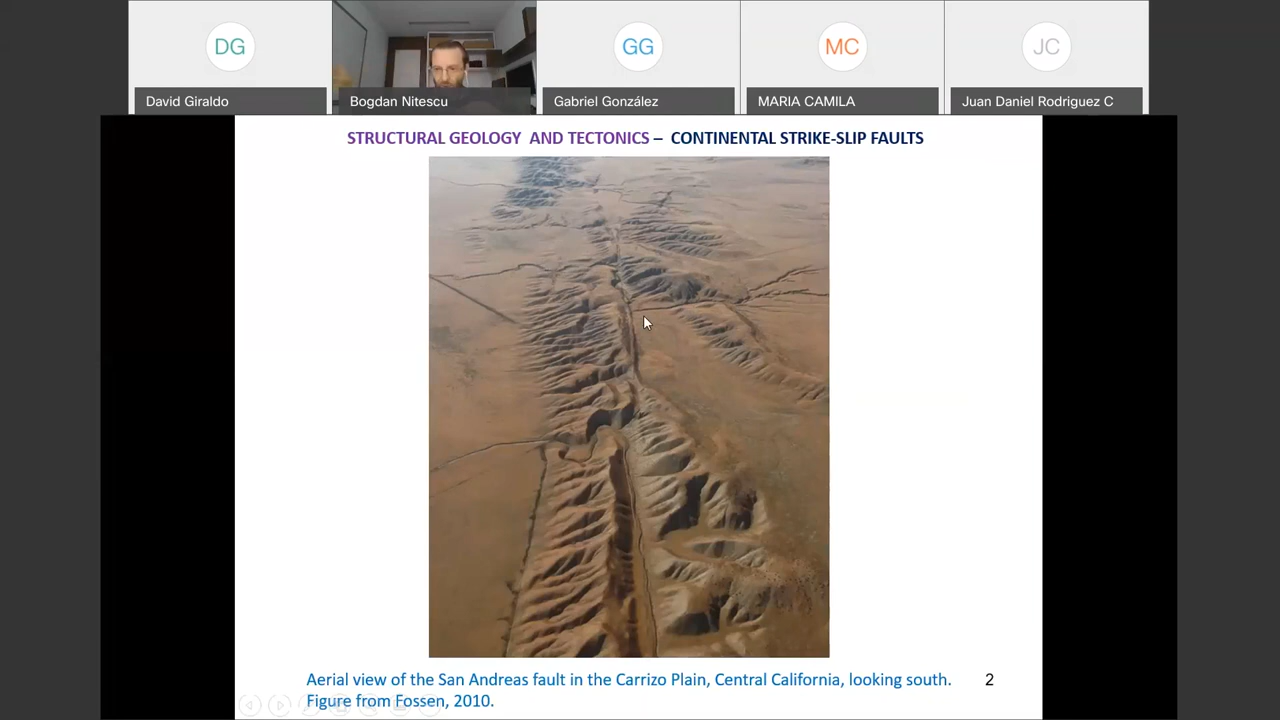 DG
GG
MC
JC
David Giraldo
Bogdan Nitescu
Gabriel González
MARIA CAMILA
Juan Daniel Rodriguez C
STRUCTURAL GEOLOGY AND TECTONICS – CONTINENTAL STRIKE-SLIP FAULTS
Aerial view of the San Andreas fault in the Carrizo Plain, Central California, looking south.
Figure from Fossen, 2010.
2